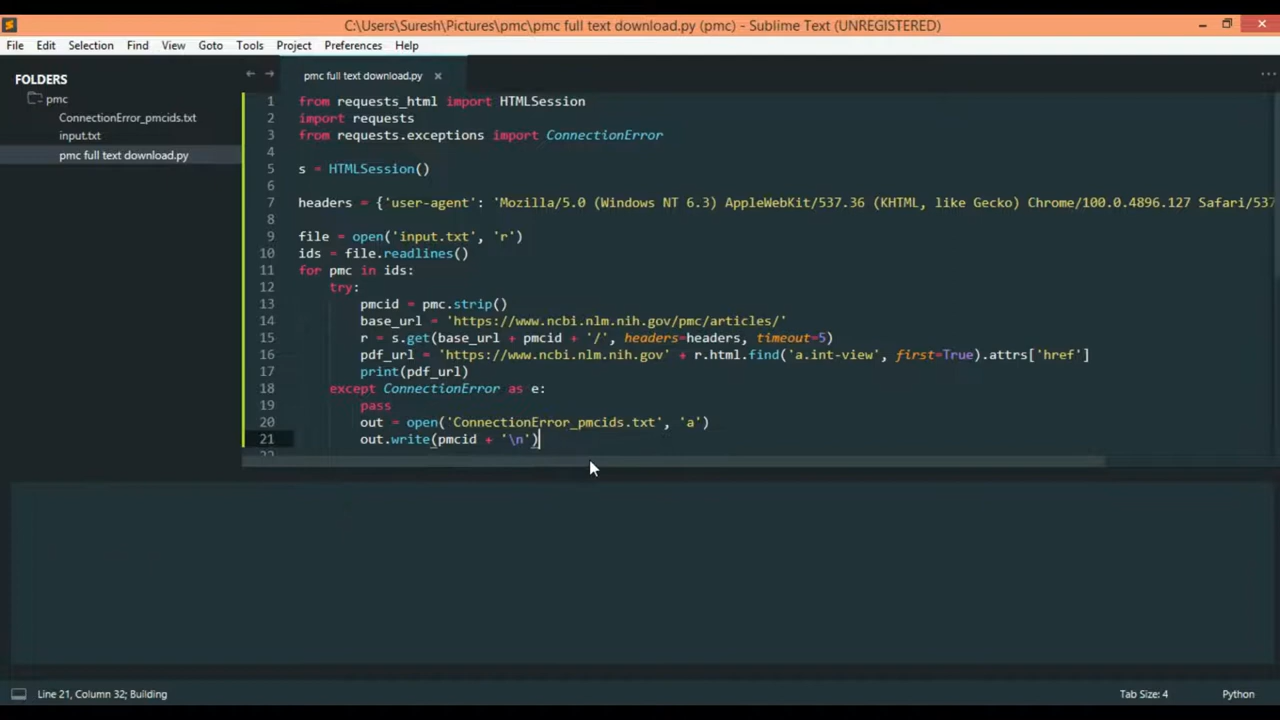 C:\Users\Suresh\Pictures\pmc\pmc full text download.py (pmc) - Sublime Text (UNREGISTERED)
File Edit Selection Find View Goto Tools Project Preferences Help
FOLDERS
pmc
ConnectionError_pmcids.txt
input.txt
pmc full text download.py
pmc full text download.py ×
1 from requests_html import HTMLSession
2 import requests
3 from requests.exceptions import ConnectionError
4
5 s = HTMLSession()
6
7 headers = {'user-agent': 'Mozilla/5.0 (Windows NT 6.3) AppleWebKit/537.36 (KHTML, like Gecko) Chrome/100.0.4896.127 Safari/537
8
9 file = open('input.txt', 'r')
10 ids = file.readlines()
11 for pmc in ids:
12 try:
13 pmcid = pmc.strip()
14 base_url = 'https://www.ncbi.nlm.nih.gov/pmc/articles/'
15 r = s.get(base_url + pmcid + '/', headers=headers, timeout=5)
16 pdf_url = 'https://www.ncbi.nlm.nih.gov' + r.html.find('a.int-view', first=True).attrs['href']
17 print(pdf_url)
18 except ConnectionError as e:
19 pass
20 out = open('ConnectionError_pmcids.txt', 'a')
21 out.write(pmcid + '\n')
22
Line 21, Column 32; Building
Tab Size: 4
Python